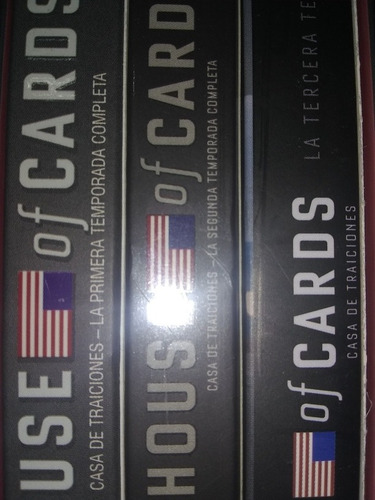 USE of CARDS
CASA DE TRAICIONES – LA PRIMERA TEMPORADA COMPLETA
HOUS of CARD
CASA DE TRAICIONES – LA SEGUNDA TEMPORADA COMPLETA
of CARDS LA TERCERA TE
CASA DE TRAICIONES